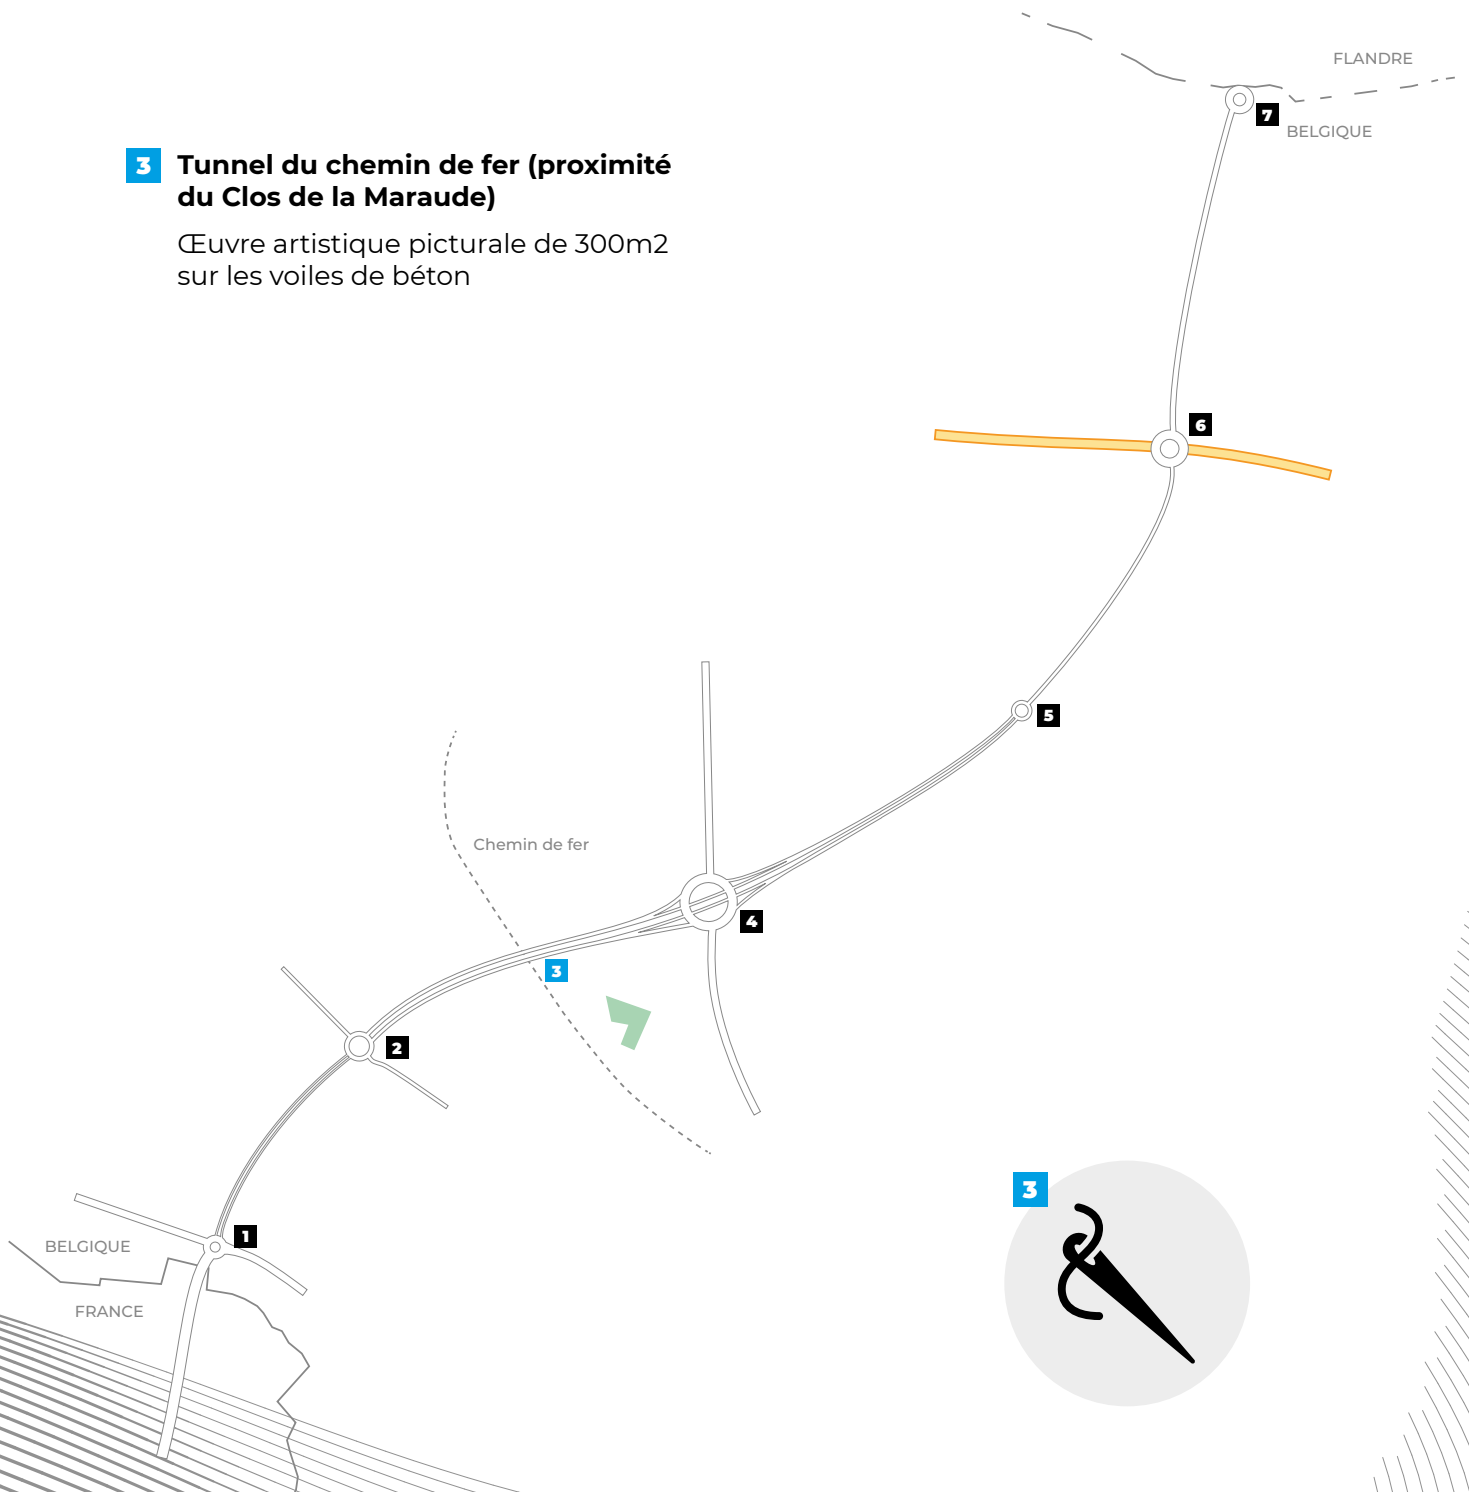 FLANDRE
7
BELGIQUE
3 Tunnel du chemin de fer (proximité
du Clos de la Maraude)
Œuvre artistique picturale de 300m2
sur les voiles de béton
6
5
Chemin de fer
4
3
2
3
1
BELGIQUE
FRANCE